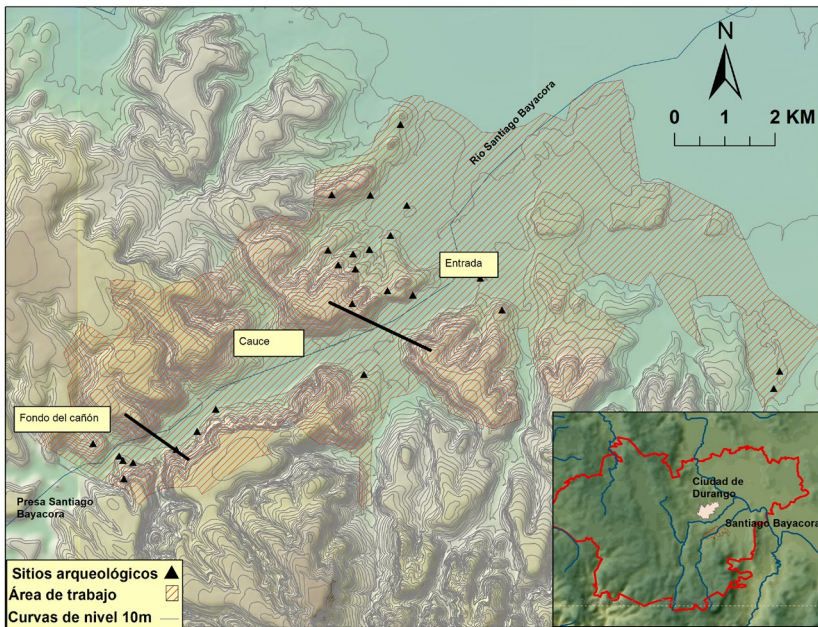 N
0 1 2 KM
Rio Santiago Bayacora
Entrada
Cauce
Fondo del cañón
Presa Santiago
Bayacora
Ciudad de
Durango
Santiago Bayacora
Sitios arqueológicos
Área de trabajo
Curvas de nivel 10m